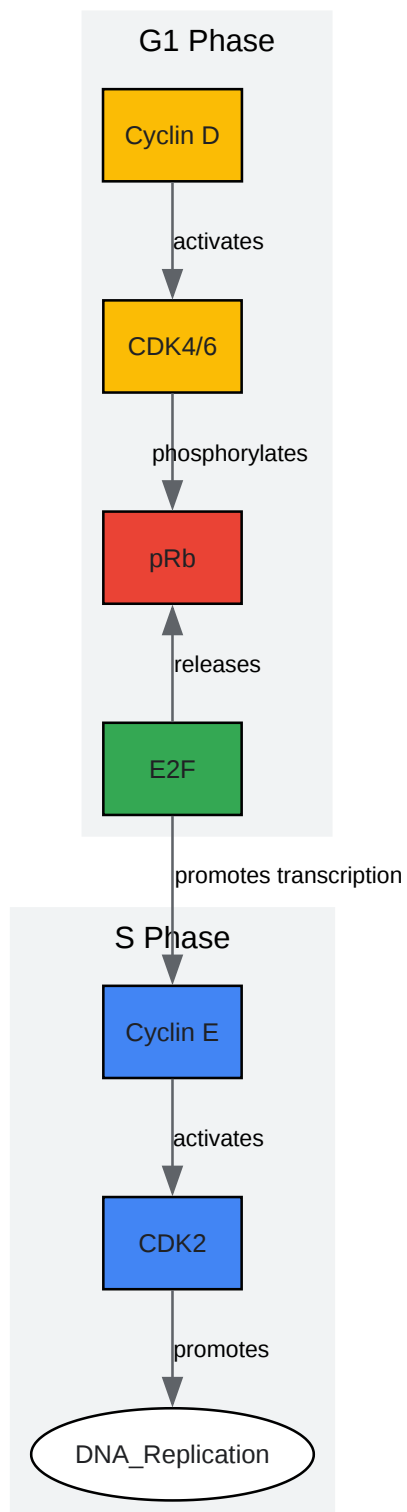 G1 Phase
Cyclin D
activates
CDK4/6
phosphorylates
pRb
releases
E2F
promotes transcription
S Phase
Cyclin E
activates
CDK2
promotes
DNA_Replication